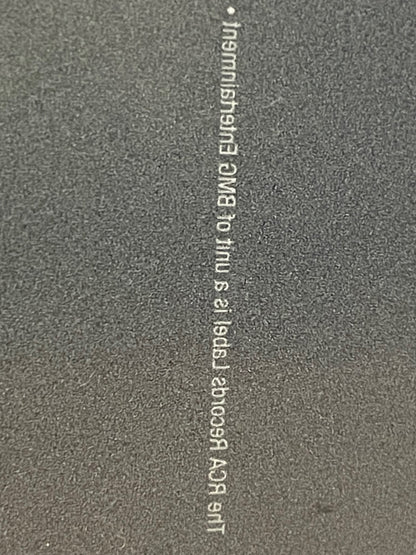 The RCA Records Label is a unit of BMG Entertainment •